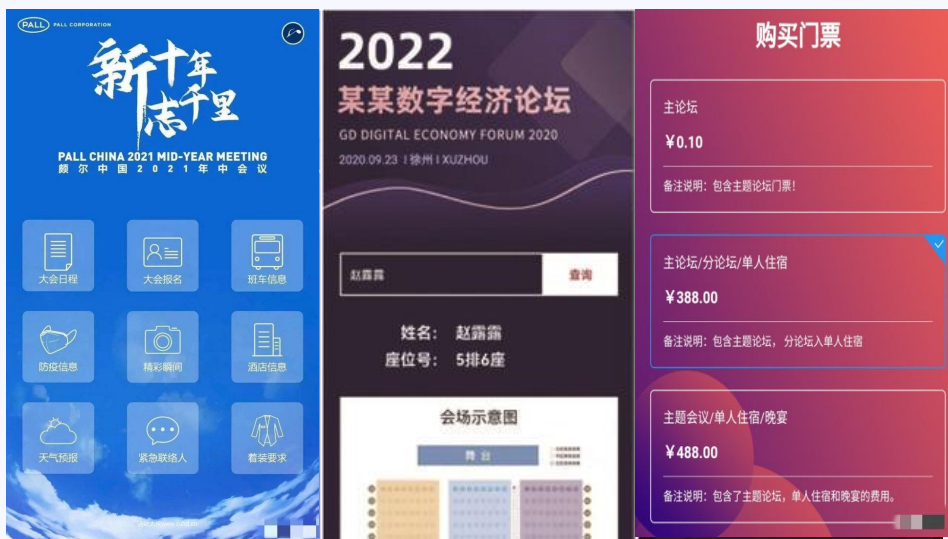 PALL
PALL CORPORATION
新十年
志千里
PALL CHINA 2021 MID-YEAR MEETING
颇尔中国2021年中会议
大会日程
大会报名
班车信息
防疫信息
精彩瞬间
酒店信息
天气预报
紧急联络人
着装要求
2022
某某数字经济论坛
GD DIGITAL ECONOMY FORUM 2020
2020.09.23 I 徐州 I XUZHOU
赵露露
查询
姓名： 赵露露
座位号： 5排6座
会场示意图
舞台
购买门票
主论坛
￥0.10
备注说明：包含主题论坛门票！
主论坛/分论坛/单人住宿
￥388.00
备注说明：包含主题论坛， 分论坛入单人住宿
主题会议/单人住宿/晚宴
￥488.00
备注说明：包含了主题论坛，单人住宿和晚宴的费用。